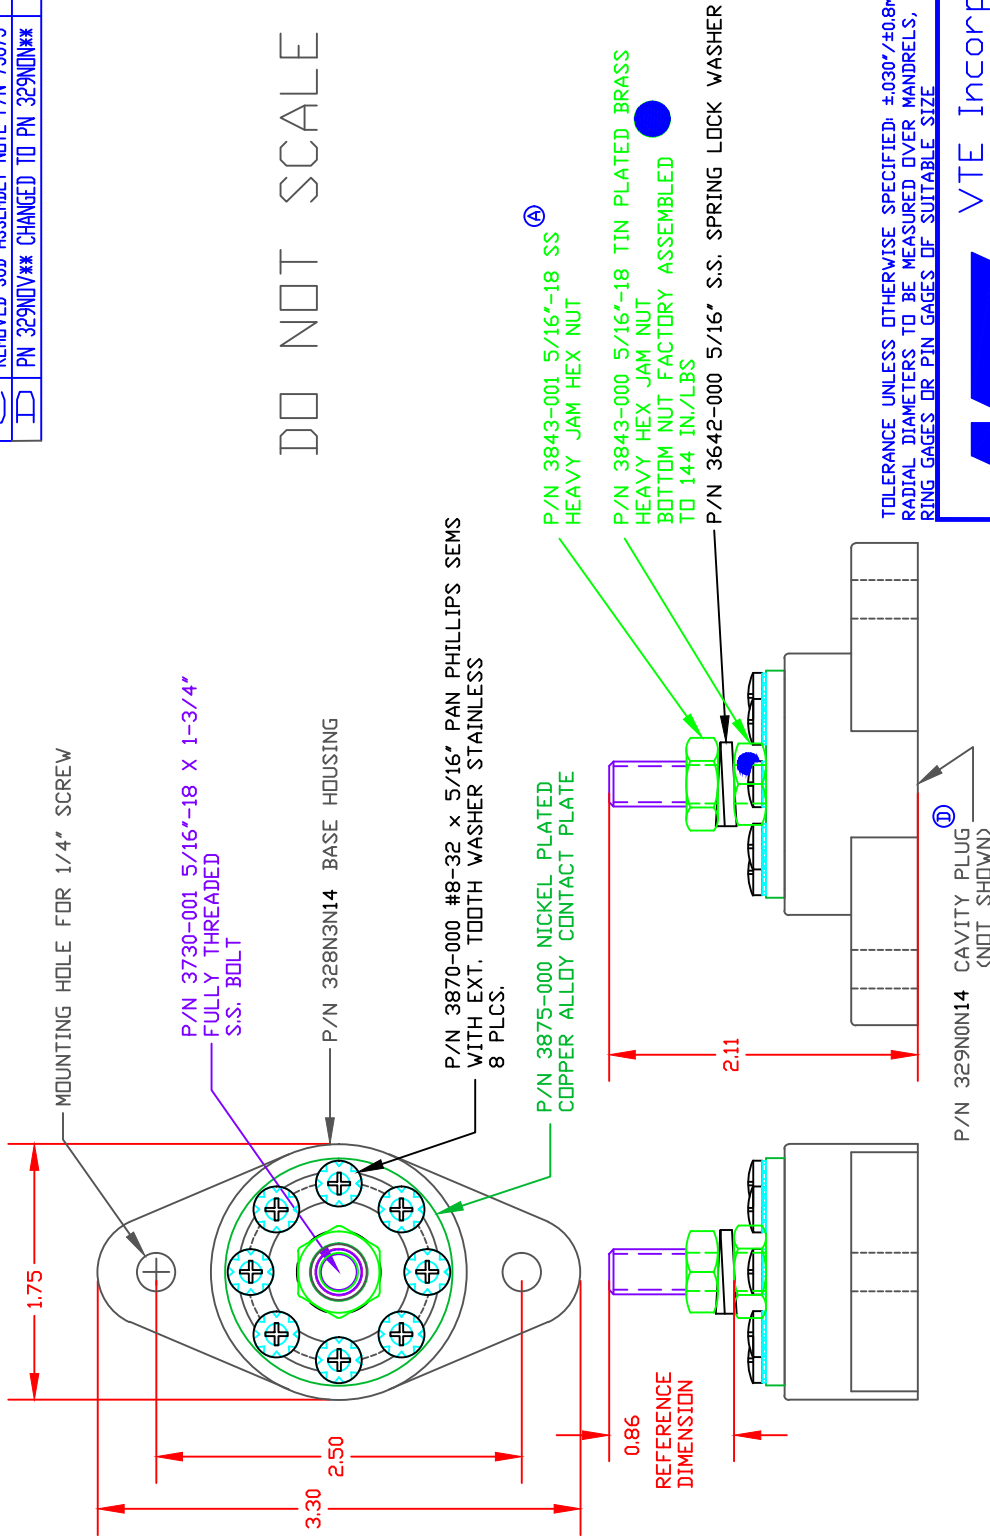 D PN 329NDV** CHANGED TO PN 329NDN**
DO NOT SCALE
MOUNTING HOLE FOR 1/4" SCREW
P/N 3730-001 5/16"-18 X 1-3/4"
FULLY THREADED
S.S. BOLT
P/N 328N3N14 BASE HOUSING
P/N 3870-000 #8-32 x 5/16" PAN PHILLIPS SEMS
WITH EXT. TOOTH WASHER STAINLESS
8 PLCS.
P/N 3875-000 NICKEL PLATED
COPPER ALLOY CONTACT PLATE
P/N 3843-001 5/16"-18 SS
HEAVY JAM HEX NUT
A
P/N 3843-000 5/16"-18 TIN PLATED BRASS
HEAVY HEX JAM NUT
BOTTOM NUT FACTORY ASSEMBLED
TO 144 IN./LBS
P/N 3642-000 5/16" S.S. SPRING LOCK WASHER
1.75
2.50
3.30
0.86
REFERENCE
DIMENSION
2.11
D
P/N 329N0N14 CAVITY PLUG
(NOT SHOWN)
TOLERANCE UNLESS OTHERWISE SPECIFIED: ±.030"/±0.8
RADIAL DIAMETERS TO BE MEASURED OVER MANDRELS,
RING GAGES OR PIN GAGES OF SUITABLE SIZE
VTE Incorp